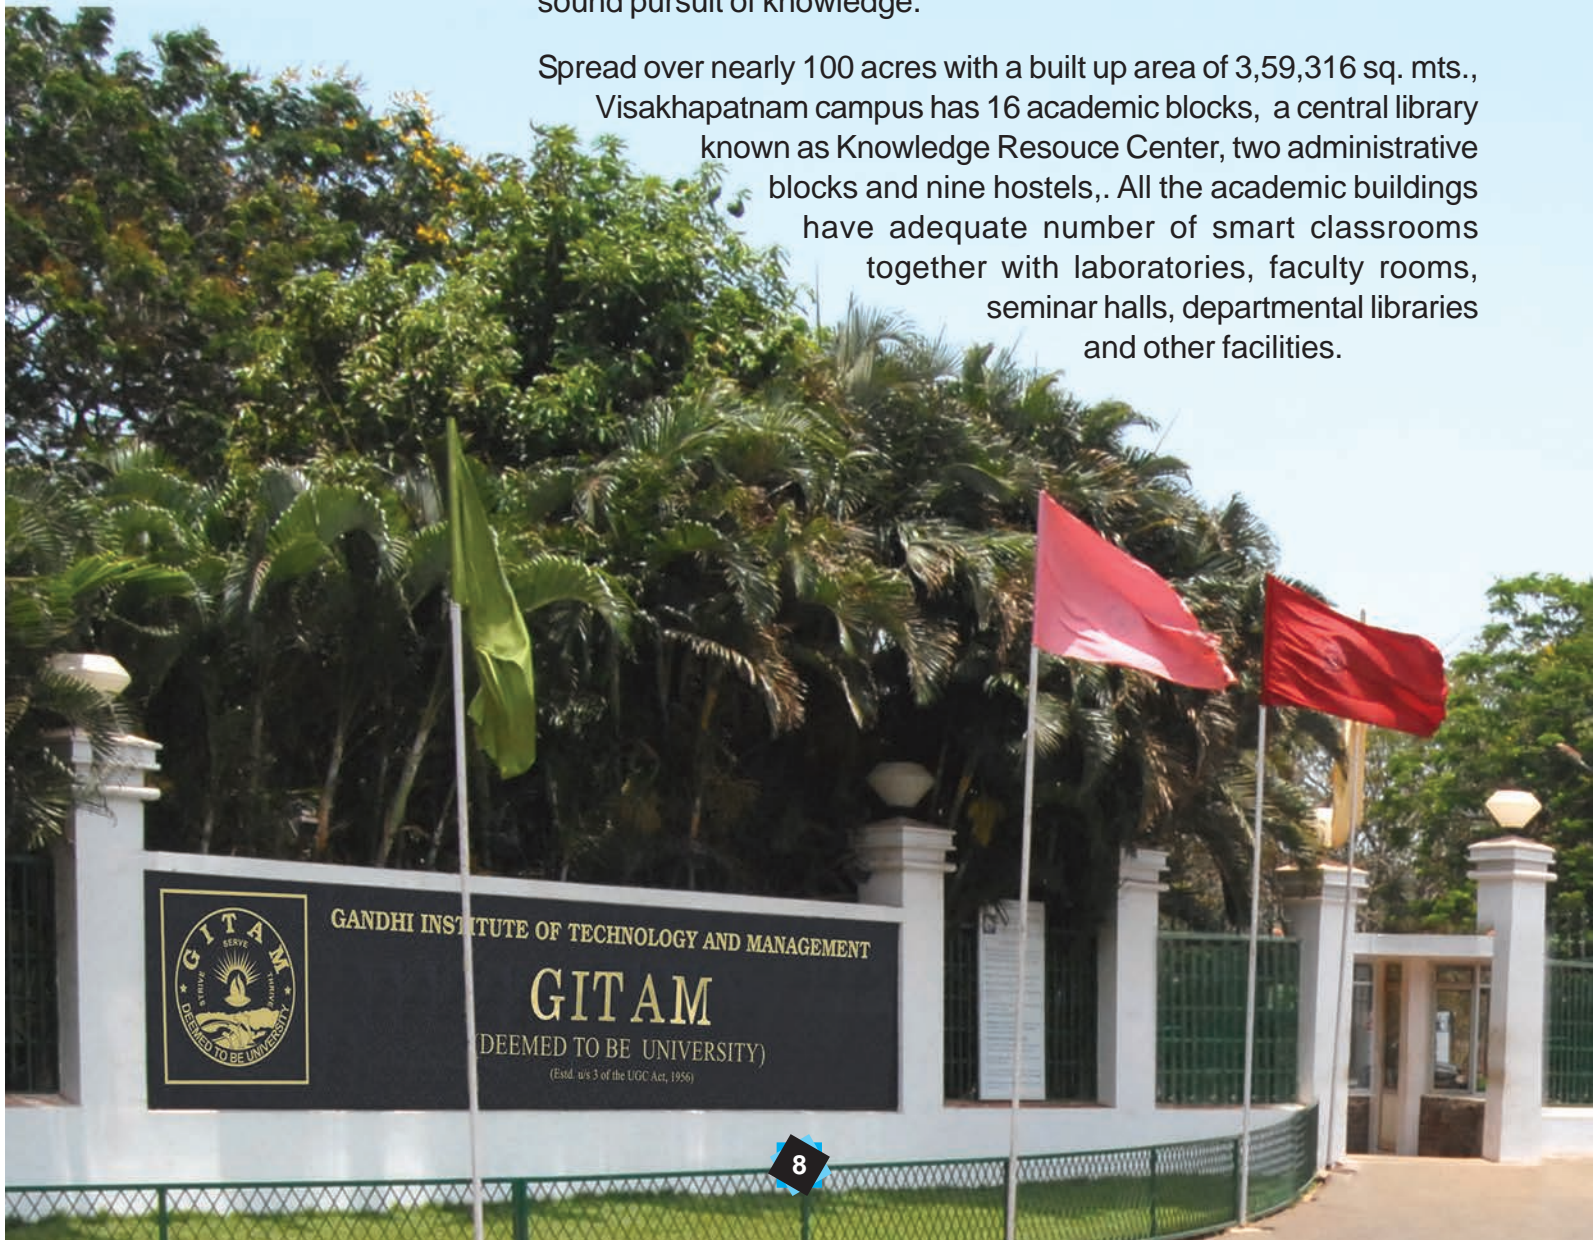 sound pursuit of knowledge.
Spread over nearly 100 acres with a built up area of 3,59,316 sq. mts.,
Visakhapatnam campus has 16 academic blocks, a central library
known as Knowledge Resouce Center, two administrative
blocks and nine hostels,. All the academic buildings
have adequate number of smart classrooms
together with laboratories, faculty rooms,
seminar halls, departmental libraries
and other facilities.
GITAM
SERVE
STRIVE
THRIVE
DEEMED TO BE UNIVERSITY
GANDHI INSTITUTE OF TECHNOLOGY AND MANAGEMENT
GITAM
(DEEMED TO BE UNIVERSITY)
(Estd. u/s 3 of the UGC Act, 1956)
8